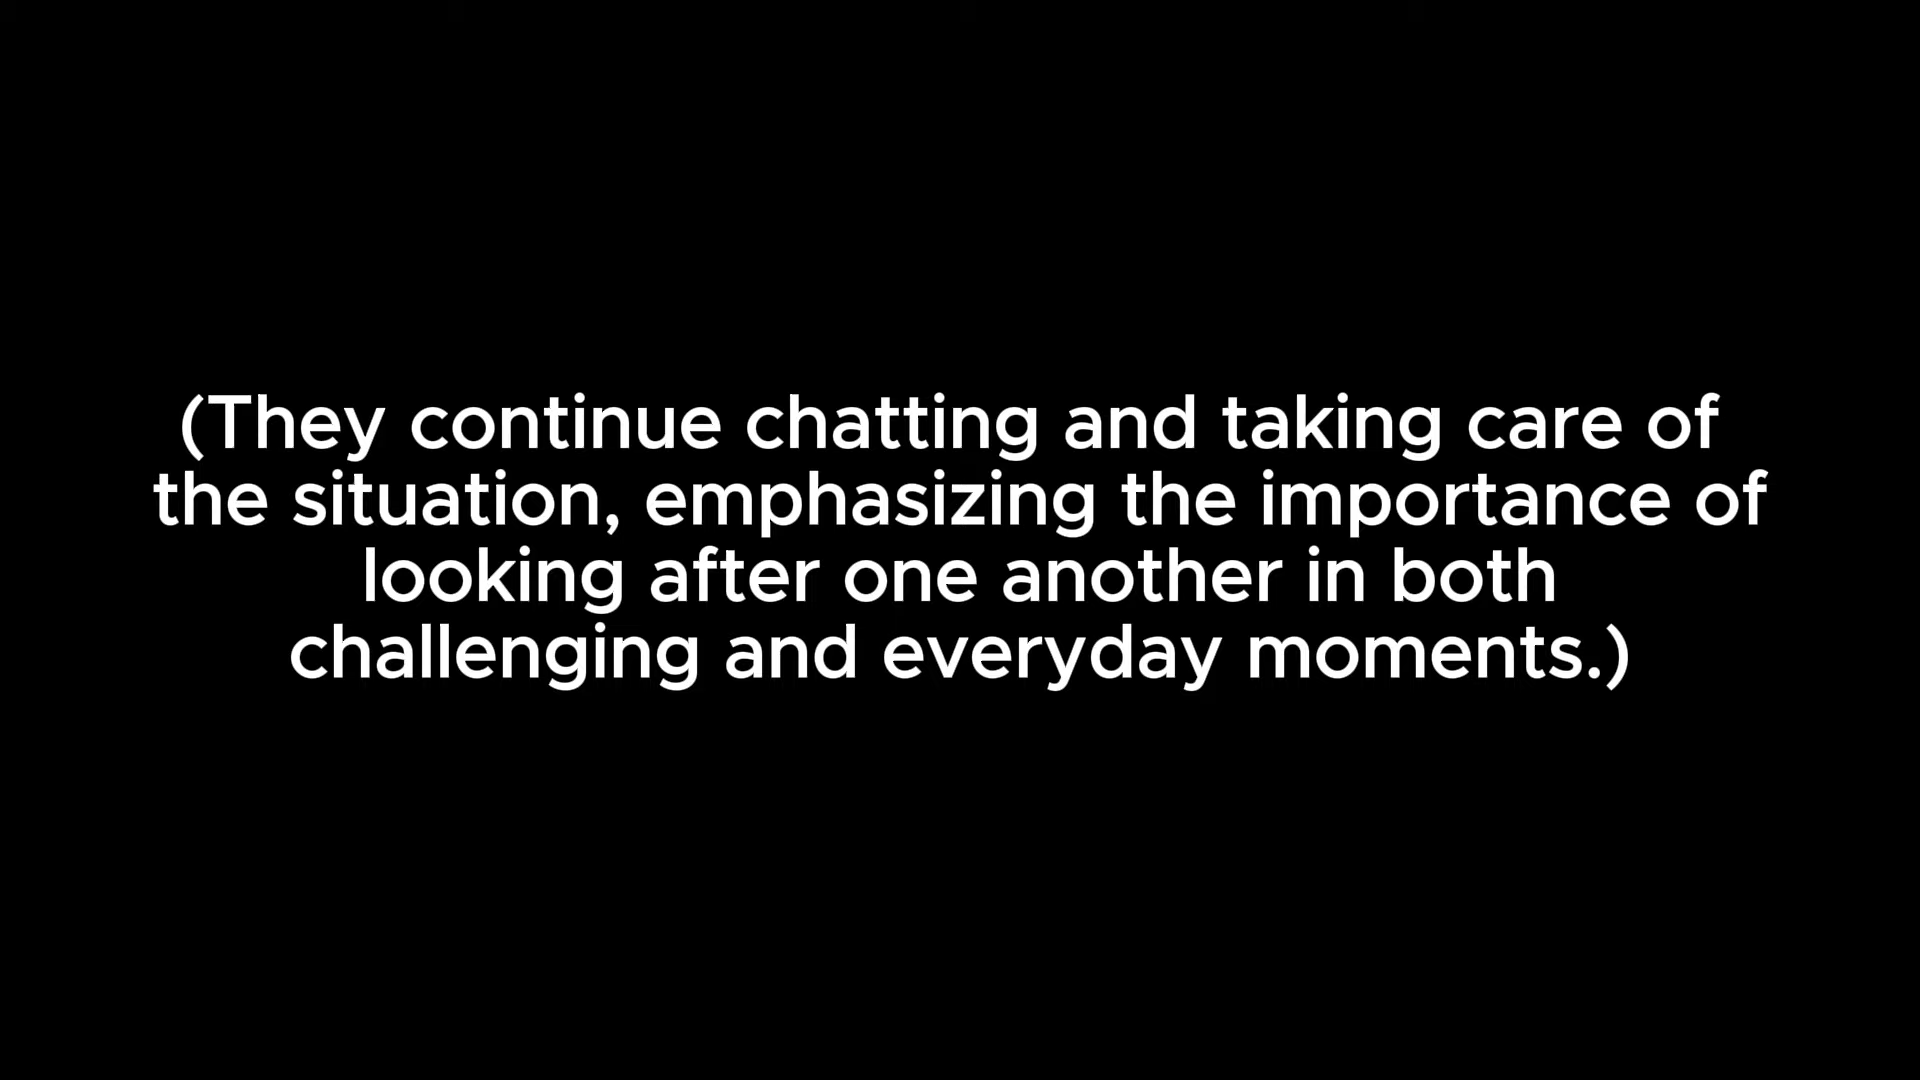 (They continue chatting and taking care of
the situation, emphasizing the importance of
looking after one another in both
challenging and everyday moments.)